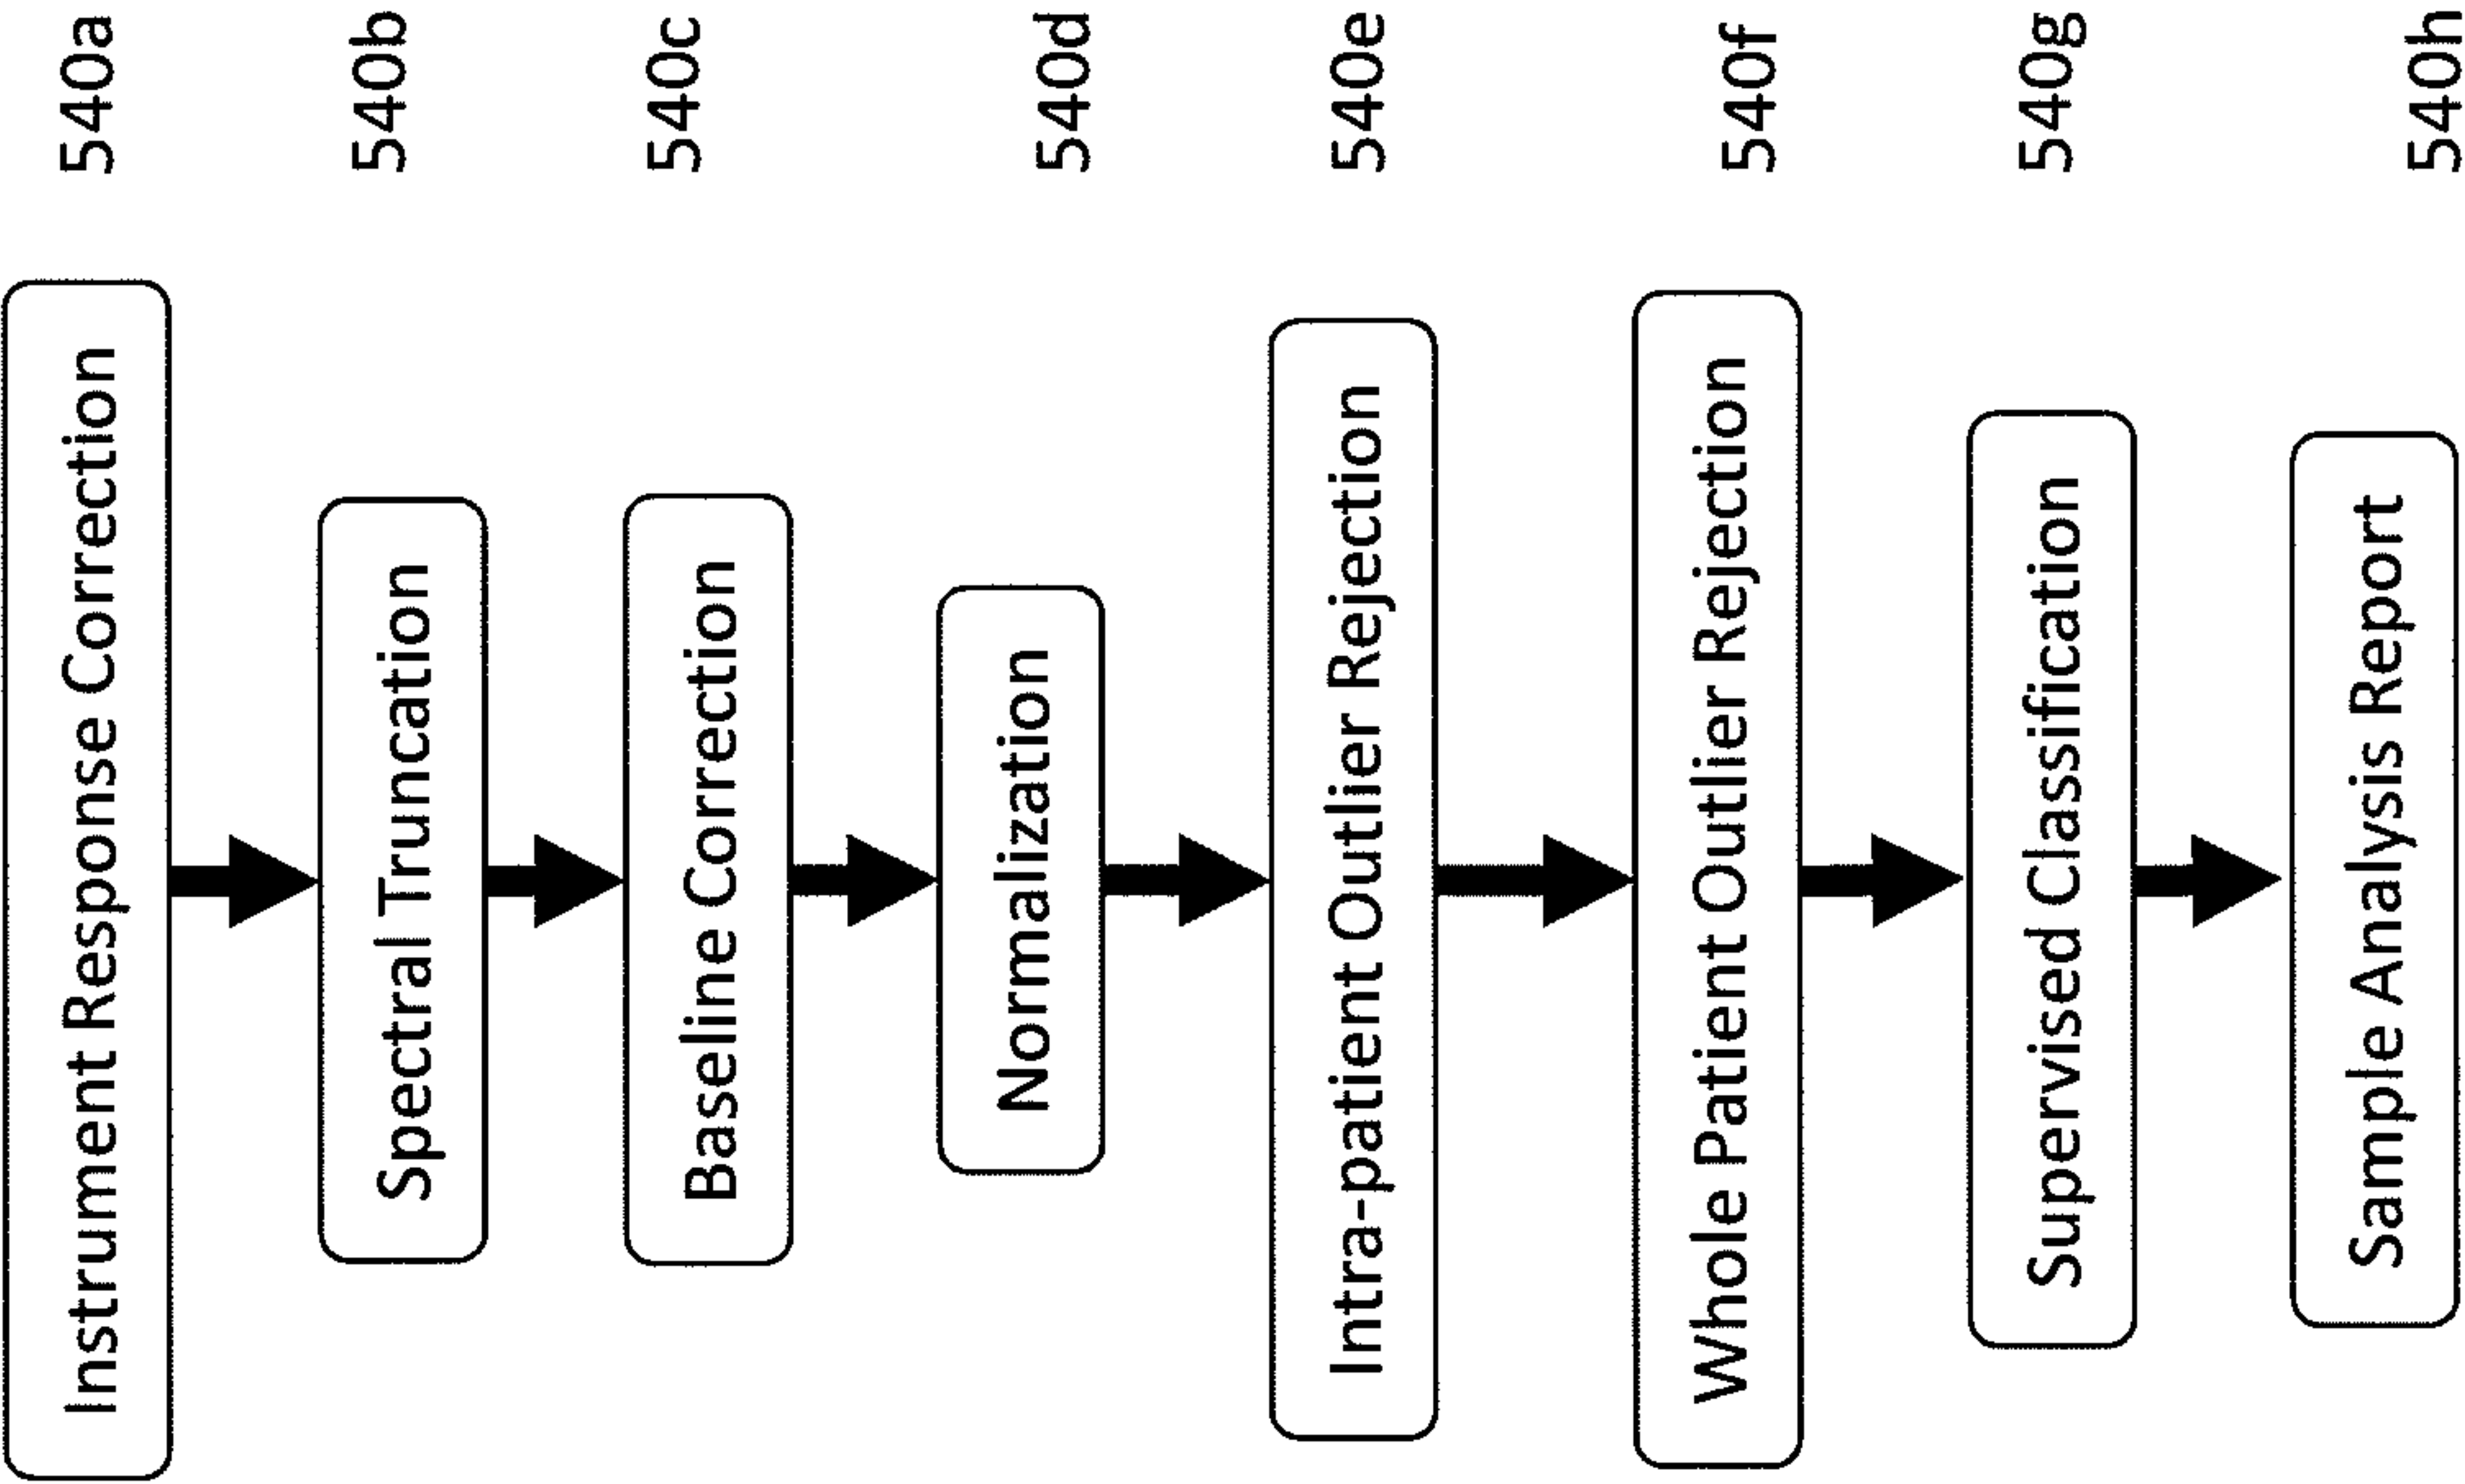 Instrument Response Correction 540a
Spectral Truncation 540b
Baseline Correction 540c
Normalization 540d
Intra-patient Outlier Rejection 540e
Whole Patient Outlier Rejection 540f
Supervised Classification 540g
Sample Analysis Report 540h